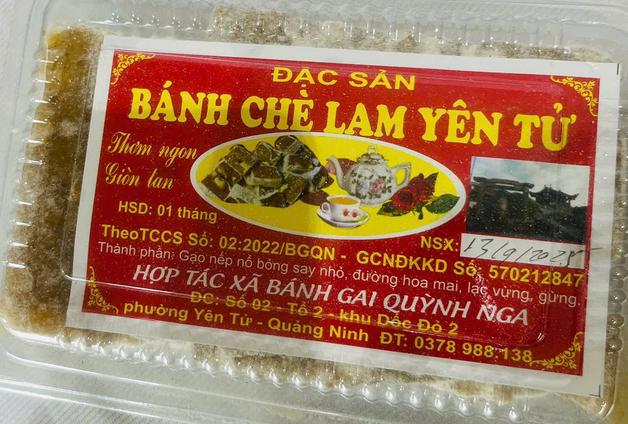 ĐẶC SẢN
BÁNH CHÈ LAM YÊN TỬ
Thơm ngon
Giòn tan
HSD: 01 tháng
NSX: 13/9/2025
TheoTCCS Số: 02:2022/BGQN - GCNĐKKD Số: 570212847
Thành phần: Gạo nếp nổ bỏng say nhỏ, đường hoa mai, lạc vừng, gừng.
HỢP TÁC XÃ BÁNH GAI QUỲNH NGA
ĐC: Số 02 - Tổ 2 khu Dốc Đỏ 2
phường Yên Tử - Quảng Ninh ĐT: 0378 988 138